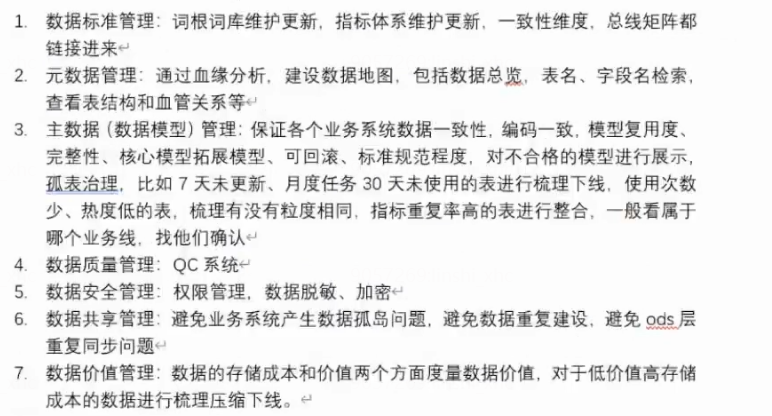 1. 数据标准管理：词根词库维护更新，指标体系维护更新，一致性维度，总线矩阵都
链接进来
2. 元数据管理：通过血缘分析，建设数据地图，包括数据总览，表名、字段名检索，
查看表结构和血管关系等
3. 主数据（数据模型）管理：保证各个业务系统数据一致性，编码一致，模型复用度、
完整性、核心模型拓展模型、可回滚、标准规范程度，对不合格的模型进行展示，
孤表治理，比如 7 天未更新、月度任务 30 天未使用的表进行梳理下线，使用次数
少、热度低的表，梳理有没有粒度相同，指标重复率高的表进行整合，一般看属于
哪个业务线，找他们确认
4. 数据质量管理：QC 系统
5. 数据安全管理：权限管理，数据脱敏、加密
6. 数据共享管理：避免业务系统产生数据孤岛问题，避免数据重复建设，避免 ods 层
重复同步问题
7. 数据价值管理：数据的存储成本和价值两个方面度量数据价值，对于低价值高存储
成本的数据进行梳理压缩下线。